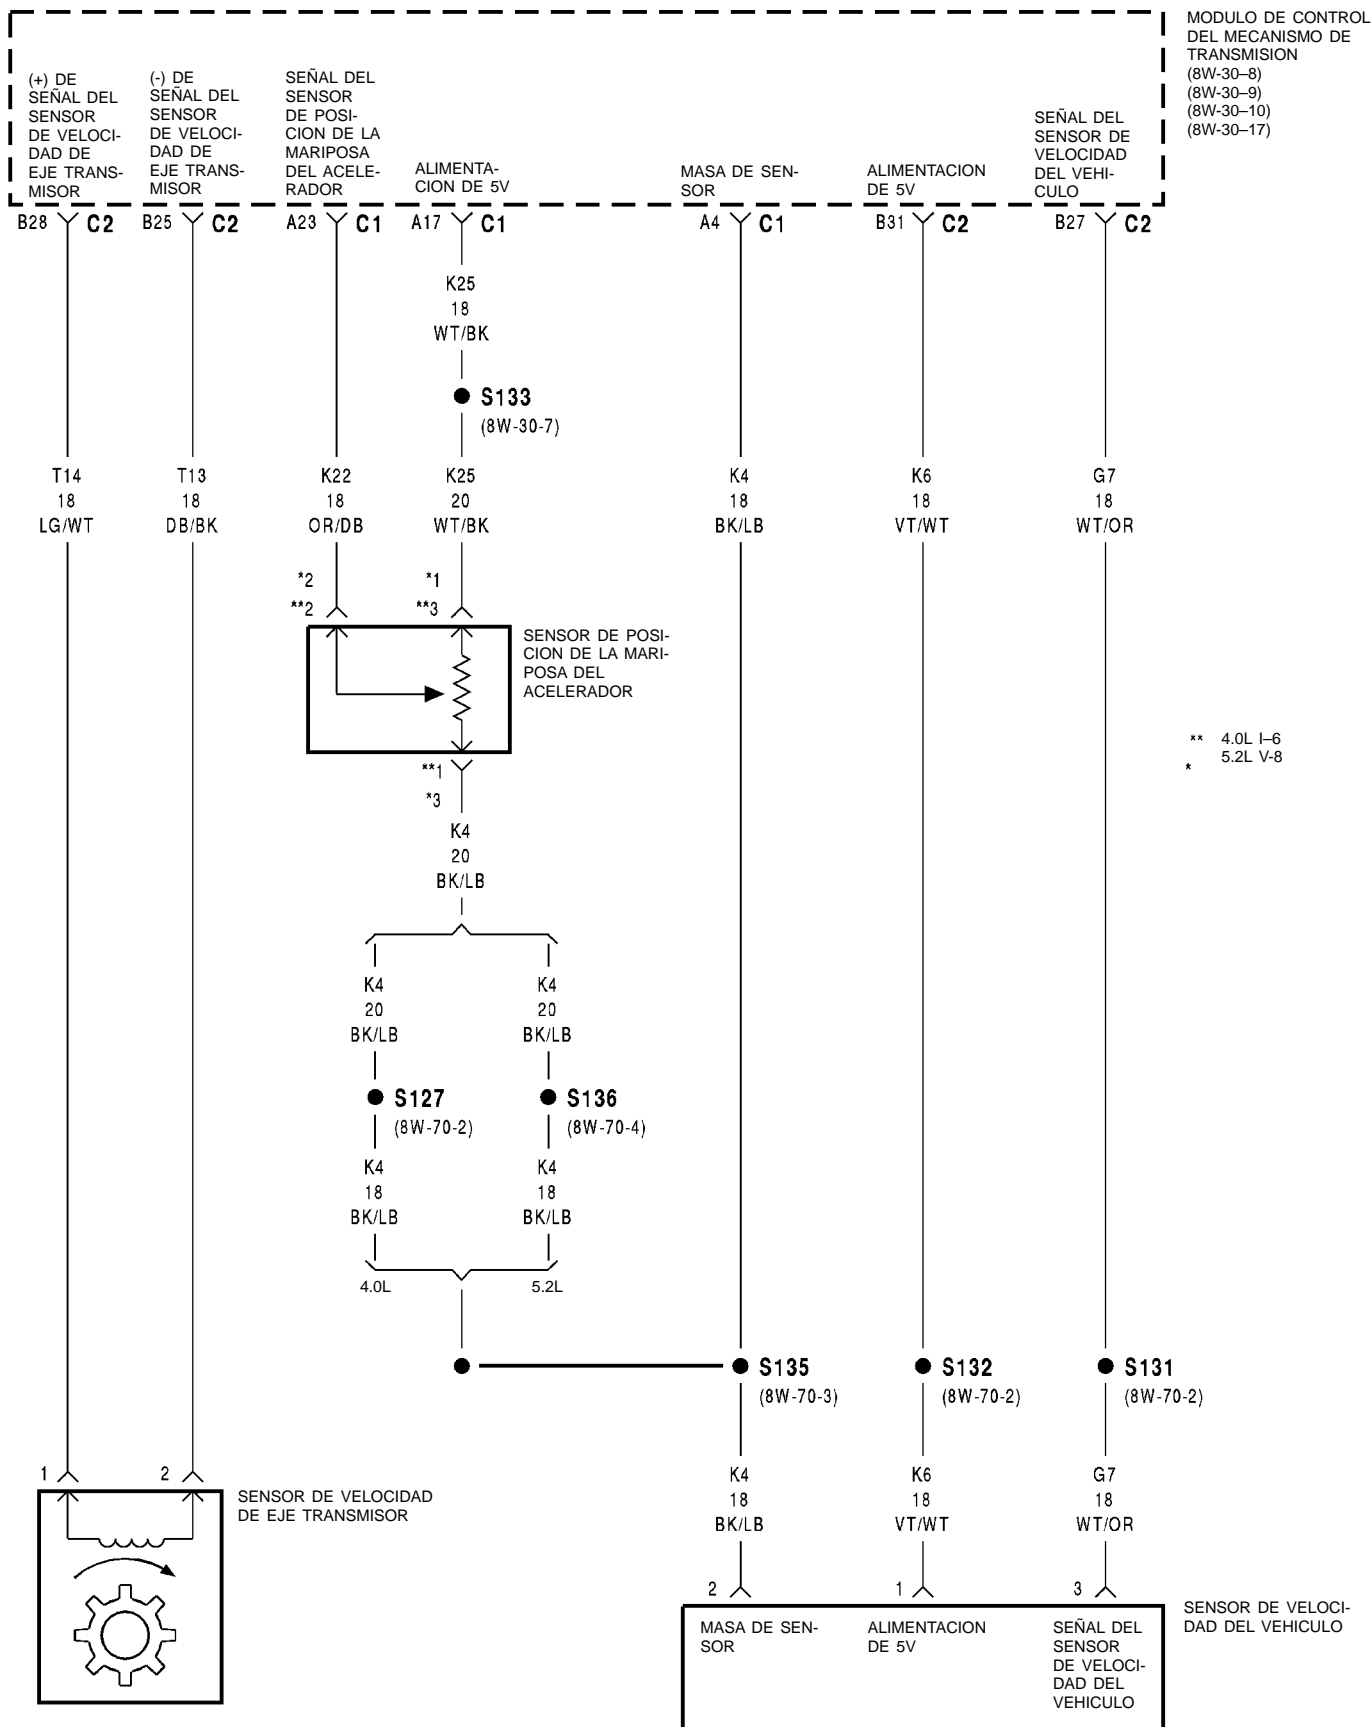 MODULO DE CONTROL
DEL MECANISMO DE
TRANSMISION
(8W-30–8)
(8W-30–9)
(8W-30–10)
(8W-30–17)
(+) DE
SEÑAL DEL
SENSOR
DE VELOCI-
DAD DE
EJE TRANS-
MISOR
(-) DE
SEÑAL DEL
SENSOR
DE VELOCI-
DAD DE
EJE TRANS-
MISOR
SEÑAL DEL
SENSOR
DE POSI-
CION DE LA
MARIPOSA
DEL ACELE-
RADOR
ALIMENTA-
CION DE 5V
MASA DE SEN-
SOR
ALIMENTACION
DE 5V
SEÑAL DEL
SENSOR DE
VELOCIDAD
DEL VEHI-
CULO
B28 C2 B25 C2 A23 C1 A17 C1 A4 C1 B31 C2 B27 C2
K25
18
WT/BK
S133
(8W-30-7)
T14 T13 K22 K25 K4 K6 G7
18 18 18 20 18 18 18
LG/WT DB/BK OR/DB WT/BK BK/LB VT/WT WT/OR
*2 *1
**2 **3
SENSOR DE POSI-
CION DE LA MARI-
POSA DEL
ACELERADOR
** 4.0L I–6
5.2L V-8
*
**1
*3
K4
20
BK/LB
K4 K4
20 20
BK/LB BK/LB
S127 S136
(8W-70-2) (8W-70-4)
K4 K4
18 18
BK/LB BK/LB
4.0L 5.2L
S135 S132 S131
(8W-70-3) (8W-70-2) (8W-70-2)
1 2
SENSOR DE VELOCIDAD
DE EJE TRANSMISOR
K4 K6 G7
18 18 18
BK/LB VT/WT WT/OR
2 1 3
SENSOR DE VELOCI-
DAD DEL VEHICULO
MASA DE SEN-
SOR
ALIMENTACION
DE 5V
SEÑAL DEL
SENSOR
DE VELOCI-
DAD DEL
VEHICULO